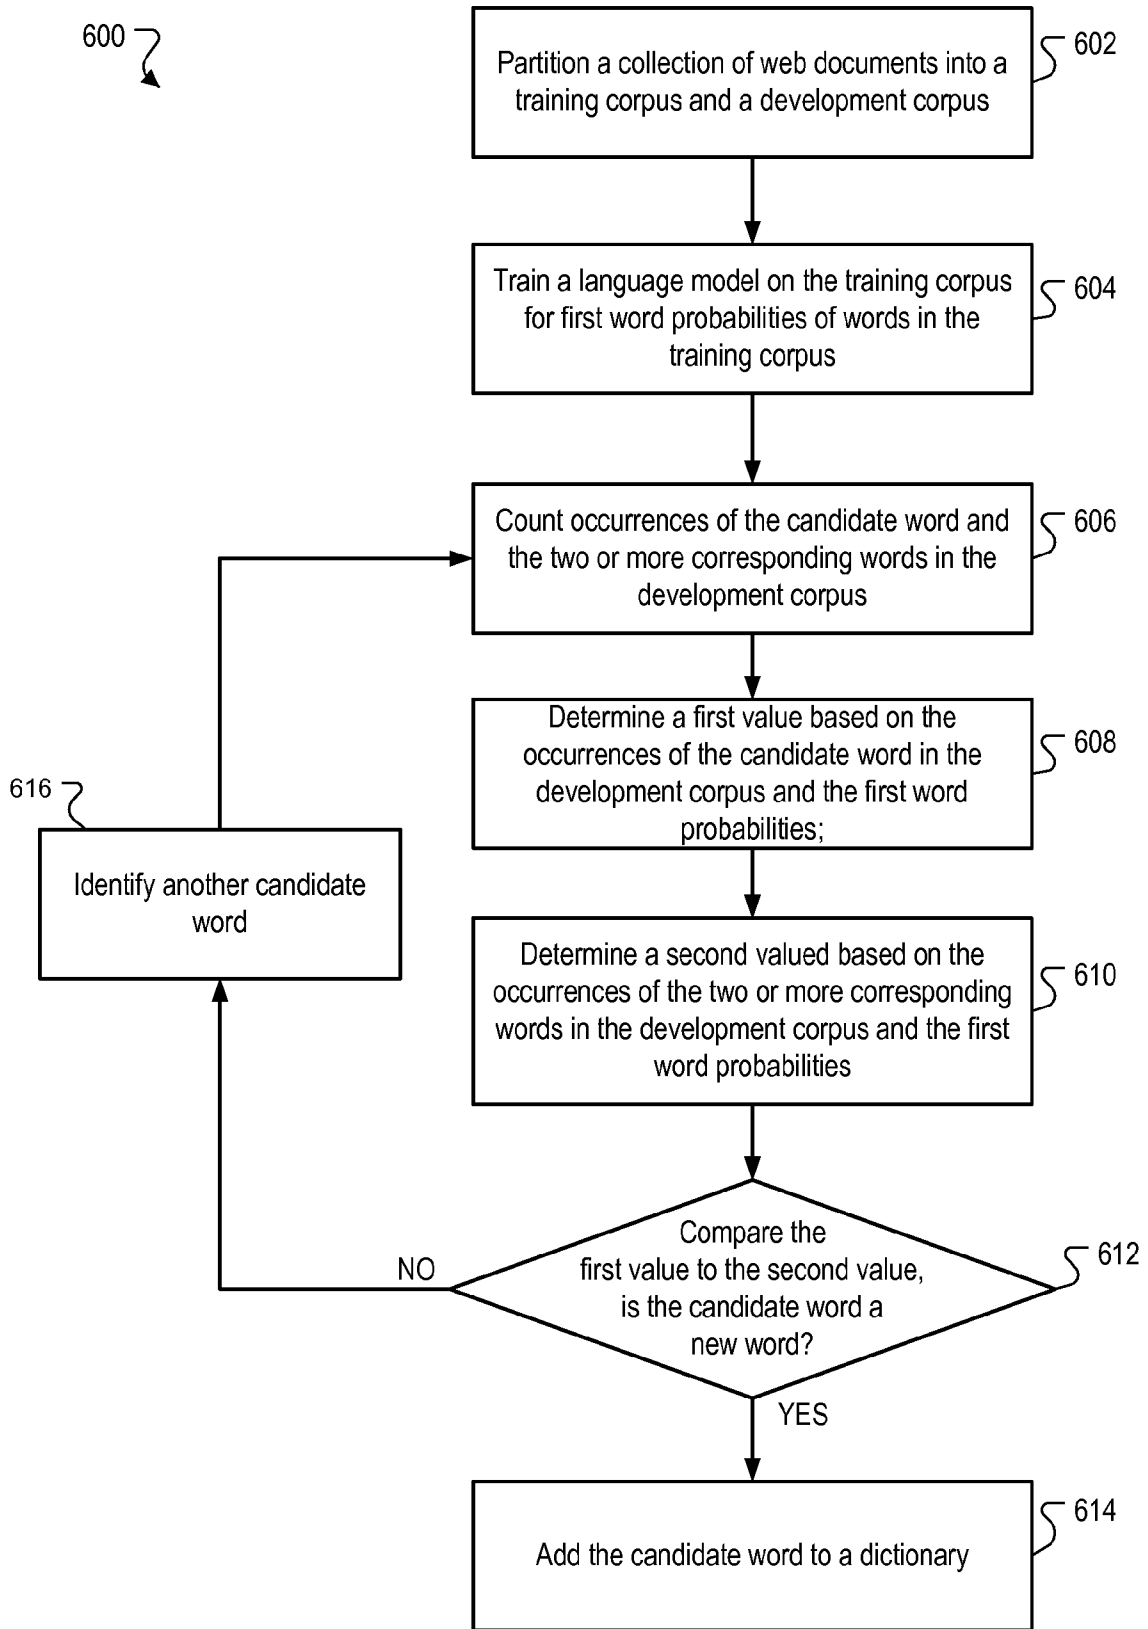 600
Partition a collection of web documents into a
training corpus and a development corpus
602
Train a language model on the training corpus
for first word probabilities of words in the
training corpus
604
Count occurrences of the candidate word and
the two or more corresponding words in the
development corpus
606
Determine a first value based on the
occurrences of the candidate word in the
development corpus and the first word
probabilities;
608
616
Identify another candidate
word
Determine a second valued based on the
occurrences of the two or more corresponding
words in the development corpus and the first
word probabilities
610
Compare the
first value to the second value,
is the candidate word a
new word?
612
NO
YES
Add the candidate word to a dictionary
614